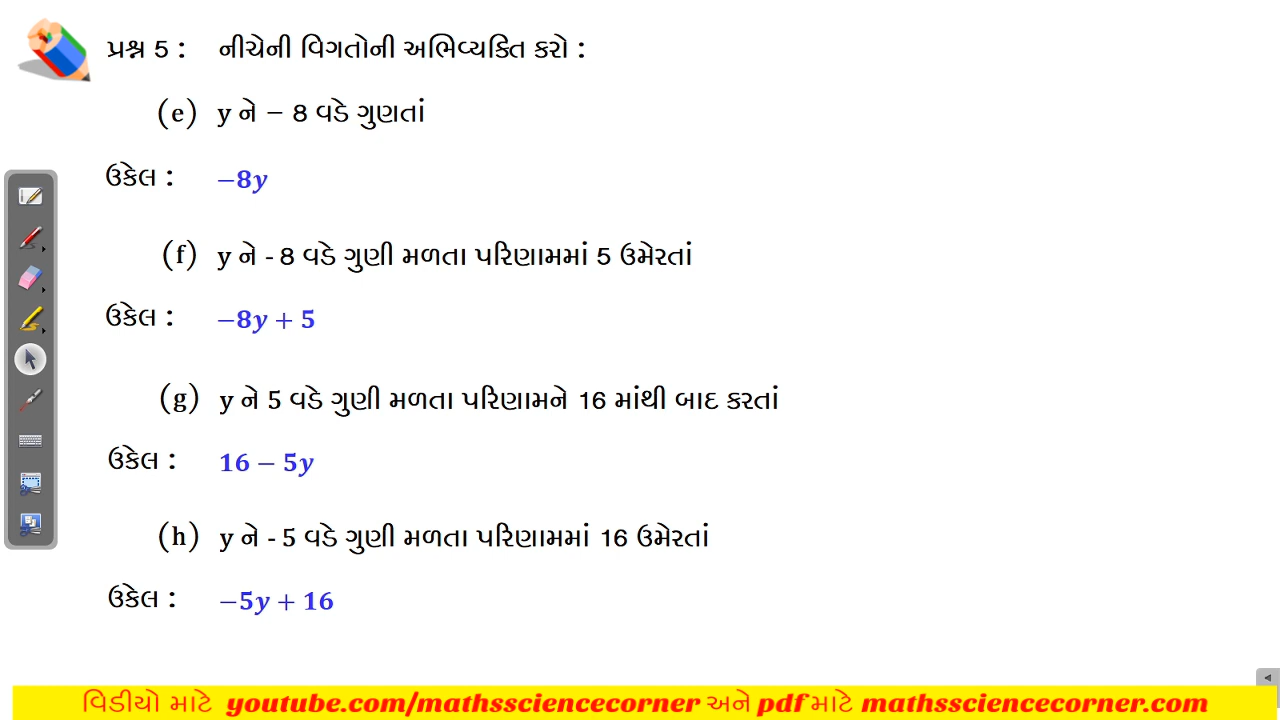 પ્રશ્ન 5 : નીચેની વિગતોની અભિવ્યક્તિ કરો :
(e) y ને − 8 વડે ગુણતાં
ઉકેલ : −8y
(f) y ને - 8 વડે ગુણી મળતા પરિણામમાં 5 ઉમેરતાં
ઉકેલ : −8y + 5
(g) y ને 5 વડે ગુણી મળતા પરિણામને 16 માંથી બાદ કરતાં
ઉકેલ : 16 − 5y
(h) y ને - 5 વડે ગુણી મળતા પરિણામમાં 16 ઉમેરતાં
ઉકેલ : −5y + 16
વિડીયો માટે youtube.com/mathssciencecorner અને pdf માટે mathssciencecorner.com